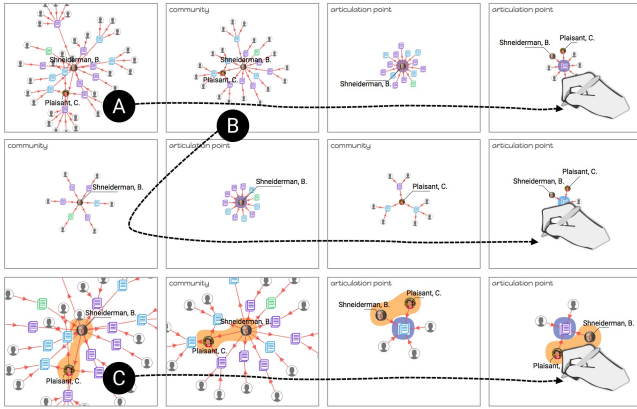 community
articulation point
articulation point
Shneiderman, B.
Plaisant, C.
A
Shneiderman, B.
Plaisant, C.
B
Shneiderman, B.
Shneiderman, B.
Plaisant, C.
community
articulation point
community
articulation point
Shneiderman, B.
Shneiderman, B.
Plaisant, C.
Shneiderman, B.
Plaisant, C.
community
articulation point
articulation point
Shneiderman, B.
Plaisant, C.
C
Shneiderman, B.
Plaisant, C.
Plaisant, C.
Shneiderman, B.
Shneiderman, B.
Plaisant,